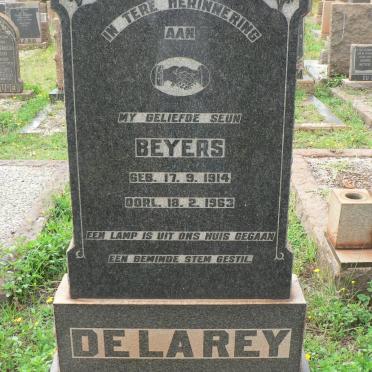 IN TERE HERINNERING
AAN
MY GELIEFDE SEUN
BEYERS
GEB. 17. 9. 1914
OORL. 18. 2. 1963
EEN LAMP IS UIT ONS HUIS GEGAAN
EEN BEMINDE STEM GESTIL.
DELAREY